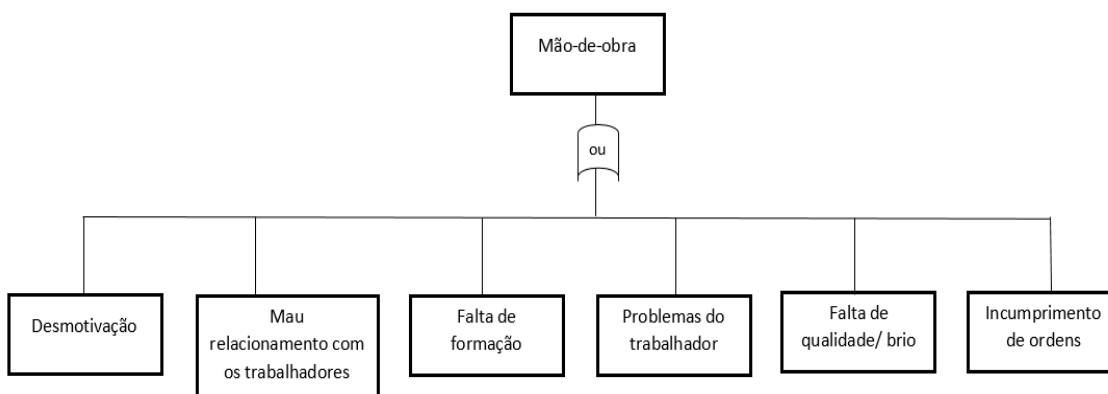 Mão-de-obra
ou
Desmotivação
Mau
relacionamento com
os trabalhadores
Falta de
formação
Problemas do
trabalhador
Falta de
qualidade/ brio
Incumprimento
de ordens